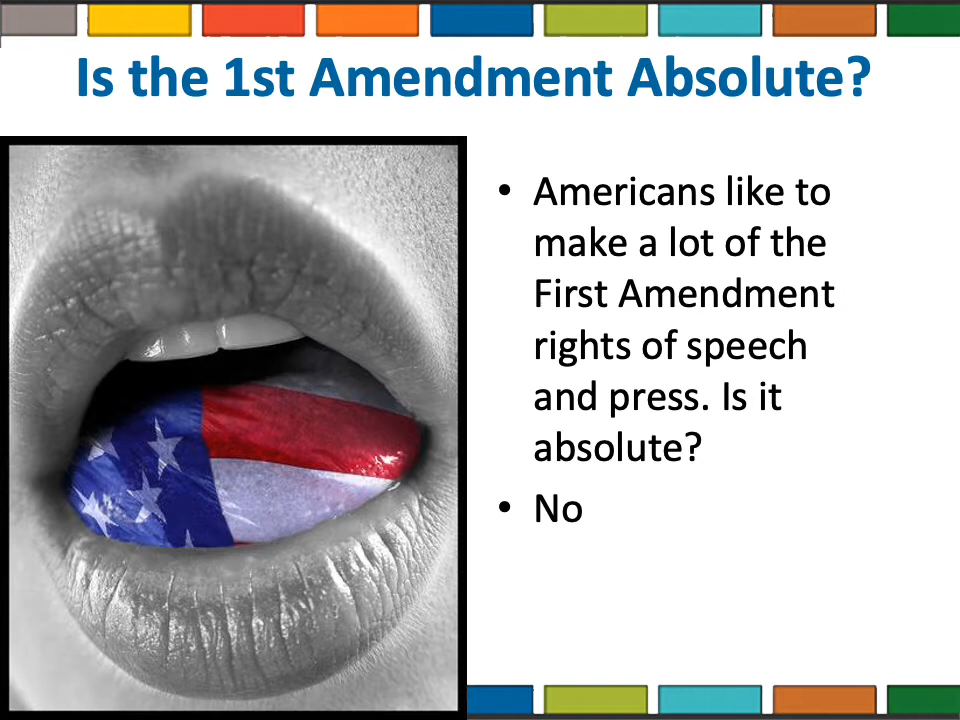 Is the 1st Amendment Absolute?
• Americans like to
make a lot of the
First Amendment
rights of speech
and press. Is it
absolute?
• No